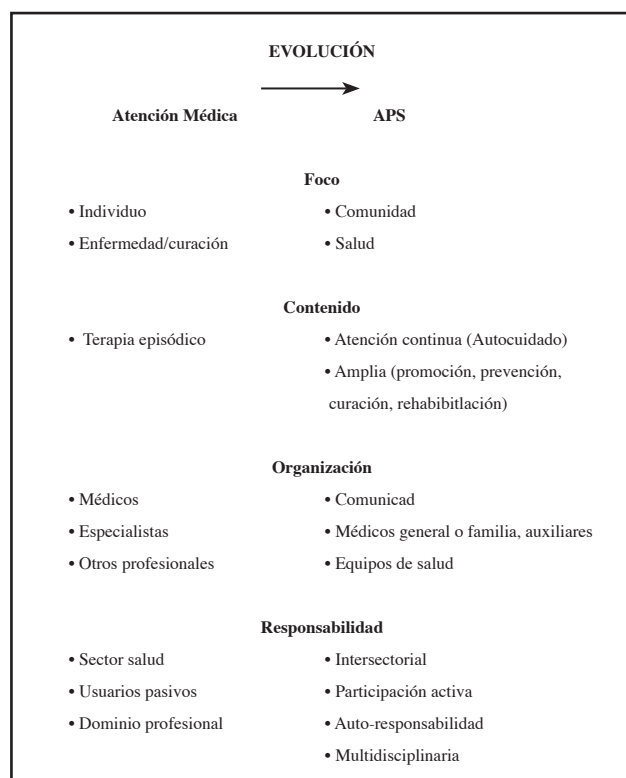 EVOLUCIÓN
Atención Médica APS
Foco
• Individuo • Comunidad
• Enfermedad/curación • Salud
Contenido
• Terapia episódico • Atención continua (Autocuidado)
• Amplia (promoción, prevención,
curación, rehabibitlación)
Organización
• Médicos • Comunicad
• Especialistas • Médicos general o familia, auxiliares
• Otros profesionales • Equipos de salud
Responsabilidad
• Sector salud • Intersectorial
• Usuarios pasivos • Participación activa
• Dominio profesional • Auto-responsabilidad
• Multidisciplinaria